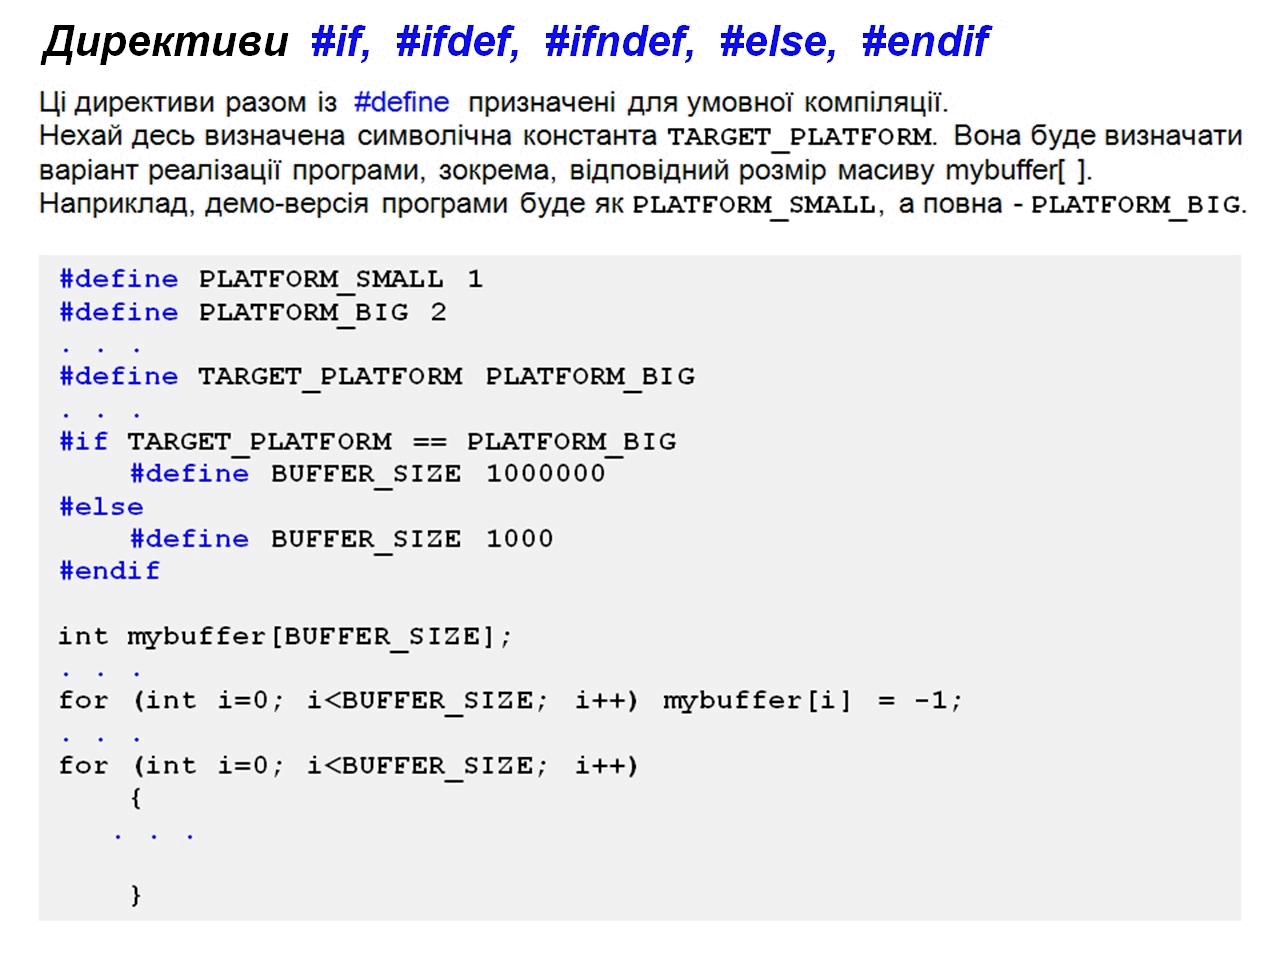 Директиви #if, #ifdef, #ifndef, #else, #endif
Ці директиви разом із #define призначені для умовної компіляції.
Нехай десь визначена символічна константа TARGET_PLATFORM. Вона буде визначати
варіант реалізації програми, зокрема, відповідний розмір масиву mybuffer[ ].
Наприклад, демо-версія програми буде як PLATFORM_SMALL, а повна - PLATFORM_BIG.
#define PLATFORM_SMALL 1
#define PLATFORM_BIG 2
. . .
#define TARGET_PLATFORM PLATFORM_BIG
. . .
#if TARGET_PLATFORM == PLATFORM_BIG
#define BUFFER_SIZE 1000000
#else
#define BUFFER_SIZE 1000
#endif
int mybuffer[BUFFER_SIZE];
. . .
for (int i=0; i<BUFFER_SIZE; i++) mybuffer[i] = -1;
. . .
for (int i=0; i<BUFFER_SIZE; i++)
{
. . .
}